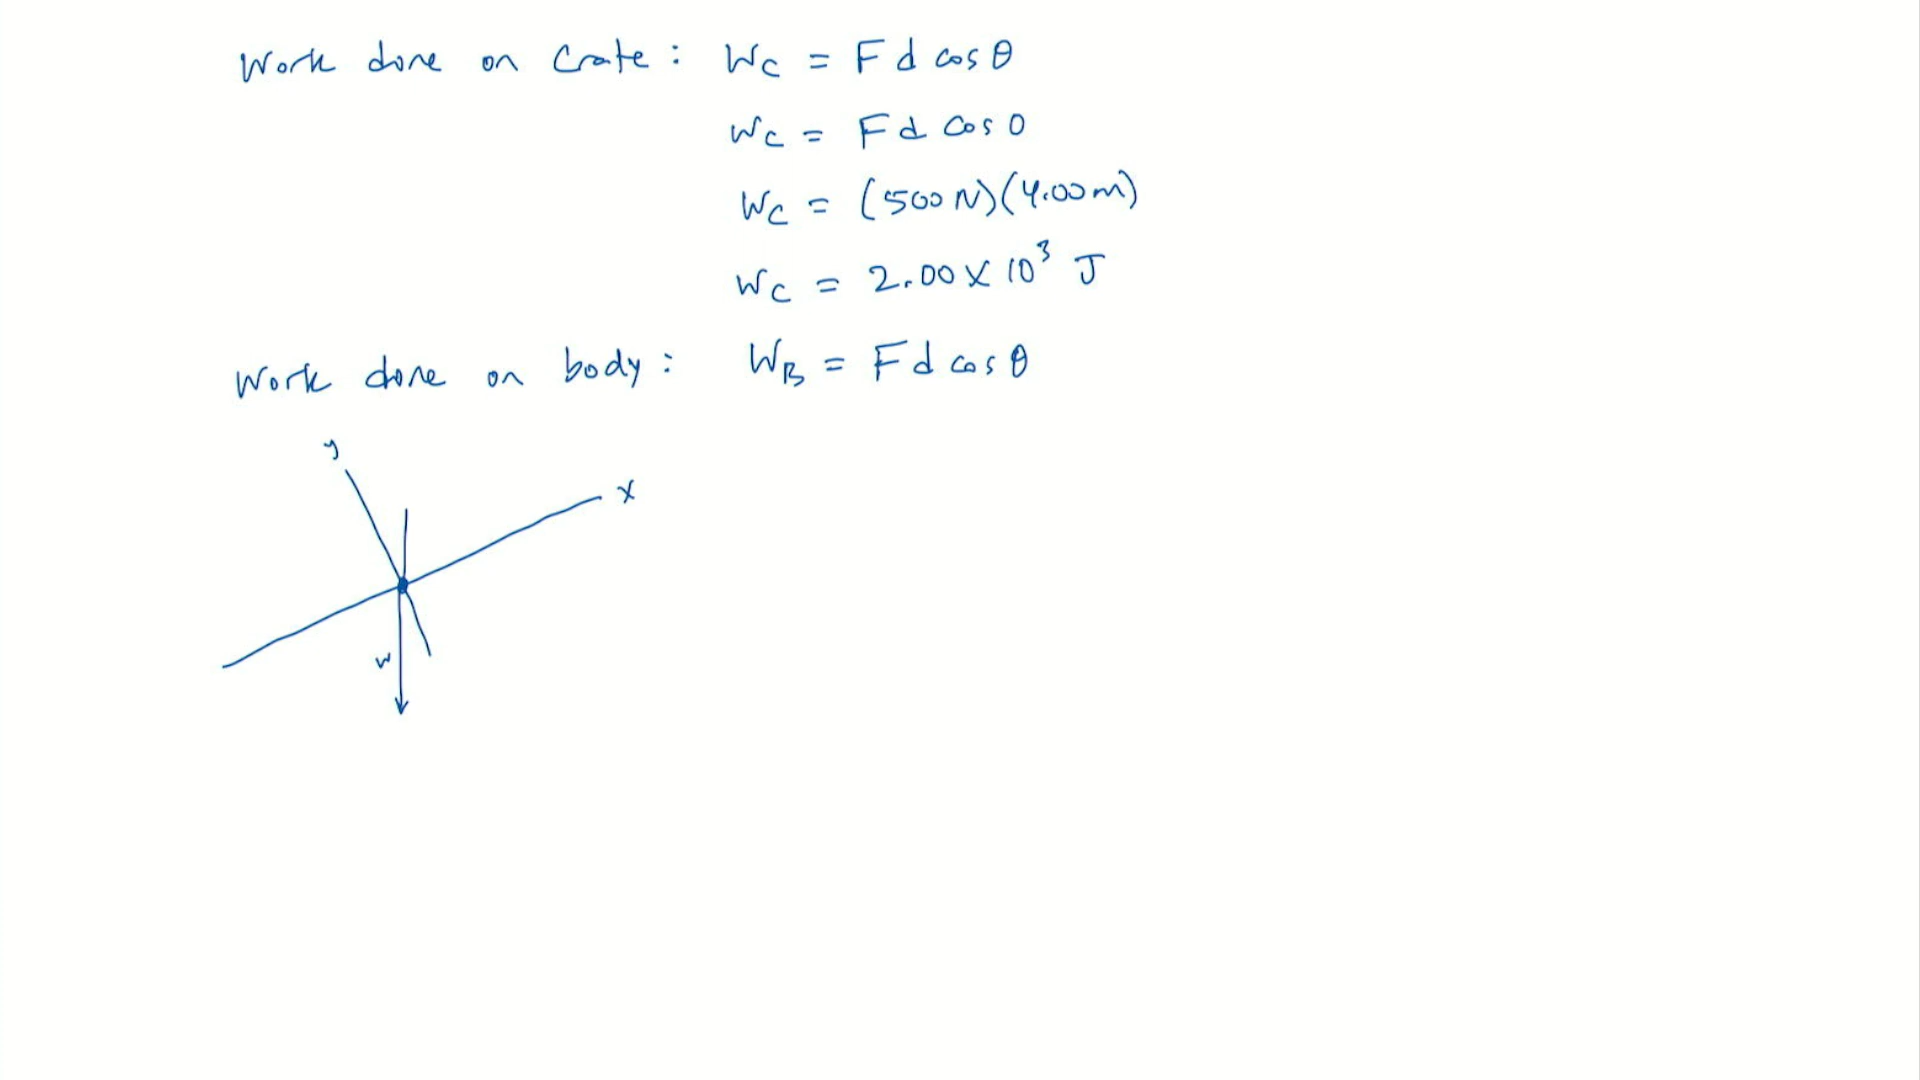 Work done on Crate : Wc = F d cos θ
Wc = F d cos 0
Wc = (500 N)(4.00m)
Wc = 2.00 X 10³ J
Work done on body : WB = F d cos θ
y
x
w